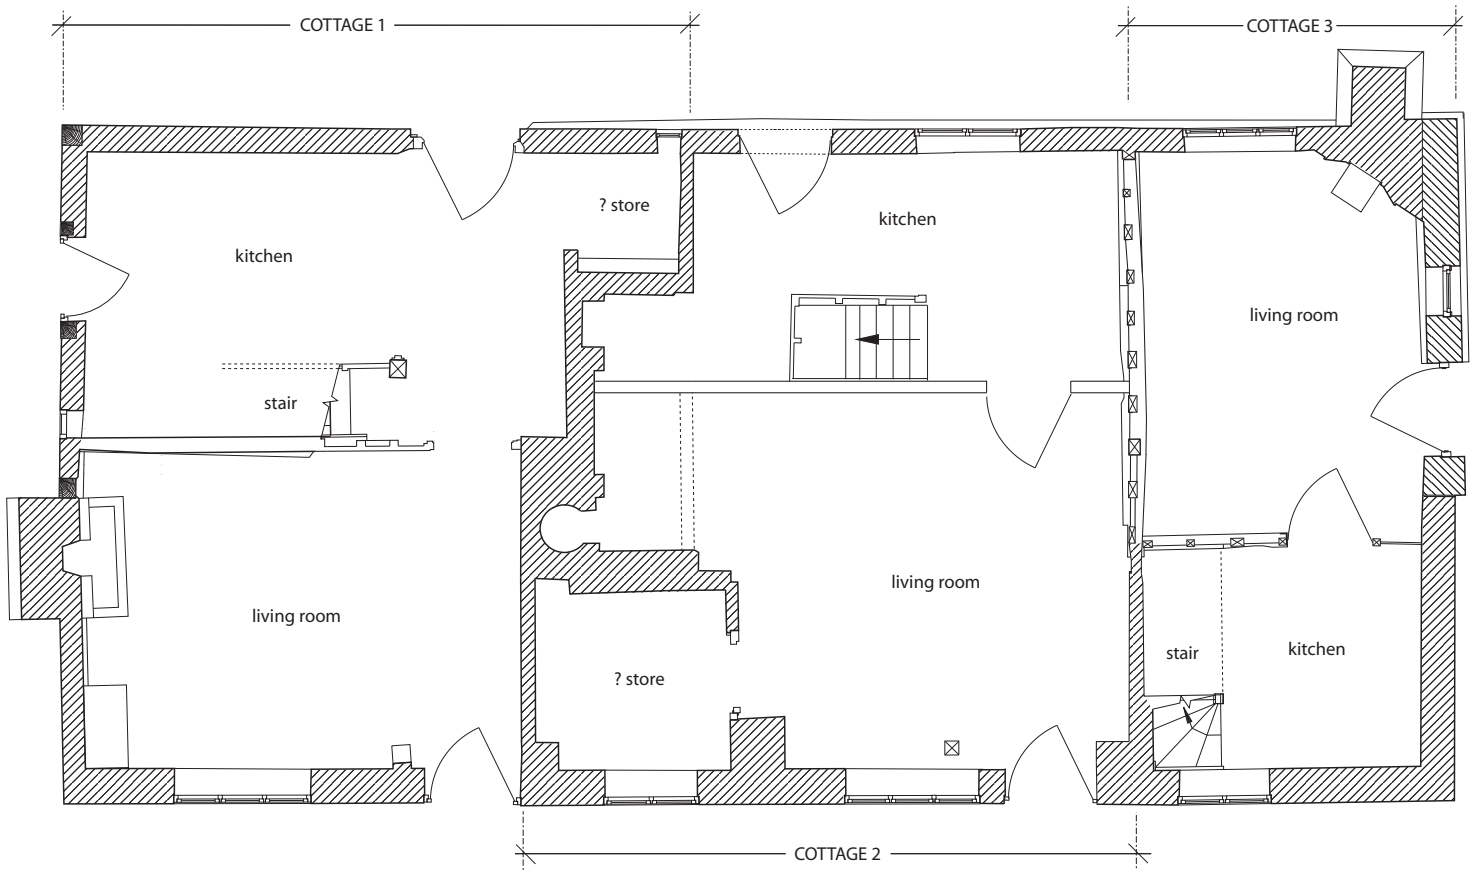 COTTAGE 1
COTTAGE 3
? store
kitchen
kitchen
living room
stair
living room
living room
stair
kitchen
? store
COTTAGE 2